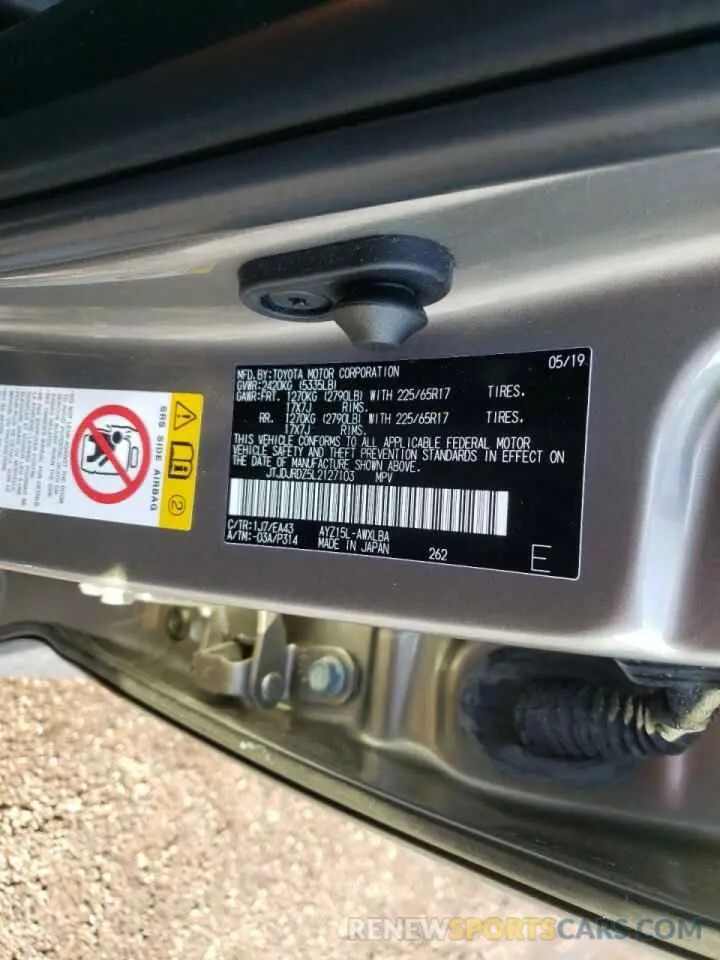 05/19
MFD. BY: TOYOTA MOTOR CORPORATION
GVWR: 2420KG (5335LB)
GAWR: FRT. 1270KG (2790LB) WITH 225/65R17 TIRES.
17X7J RIMS.
RR. 1270KG (2790LB) WITH 225/65R17 TIRES.
17X7J RIMS.
THIS VEHICLE CONFORMS TO ALL APPLICABLE FEDERAL MOTOR
VEHICLE SAFETY AND THEFT PREVENTION STANDARDS IN EFFECT ON
THE DATE OF MANUFACTURE SHOWN ABOVE.
JTJDJRDZ5L2127103 MPV
C/TR: 1J7/EA43 AYZ15L-AWXLBA
A/TM: -03A/P314 MADE IN JAPAN 262
E
SRS SIDE AIRBAG
2
RENEWSPORTSCARS.COM